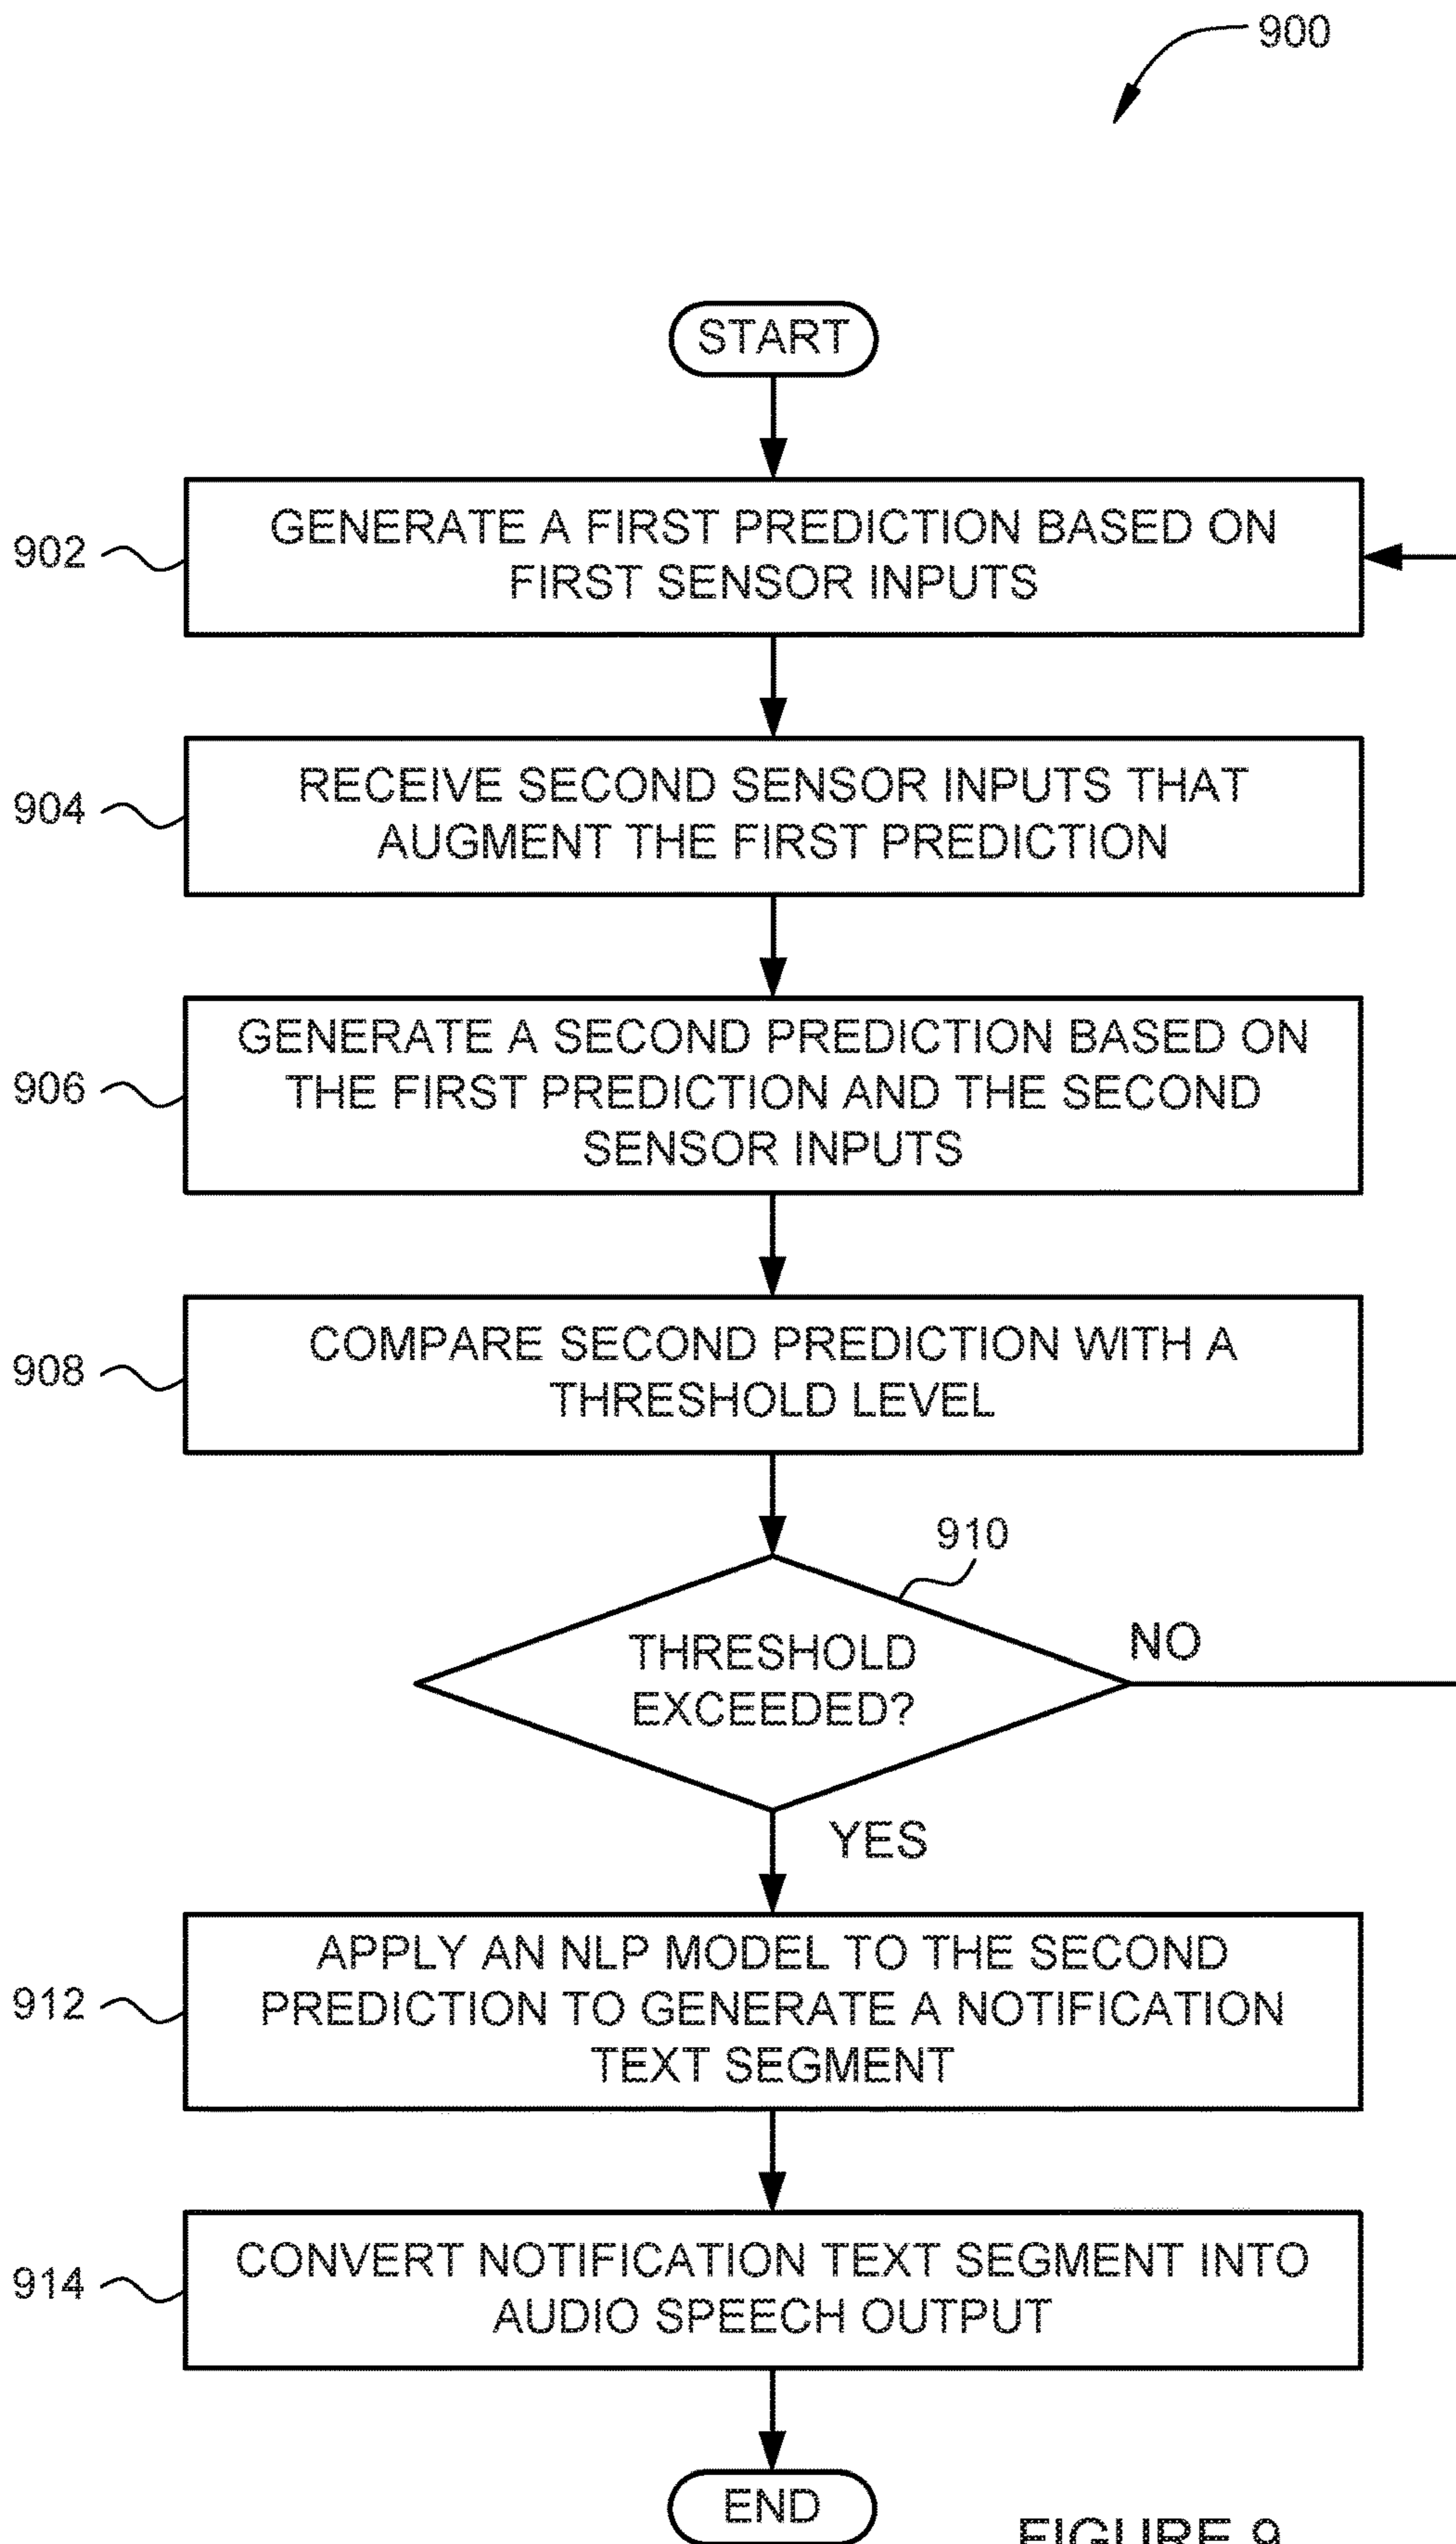 900
START
902
GENERATE A FIRST PREDICTION BASED ON
FIRST SENSOR INPUTS
904
RECEIVE SECOND SENSOR INPUTS THAT
AUGMENT THE FIRST PREDICTION
906
GENERATE A SECOND PREDICTION BASED ON
THE FIRST PREDICTION AND THE SECOND
SENSOR INPUTS
908
COMPARE SECOND PREDICTION WITH A
THRESHOLD LEVEL
910
THRESHOLD
EXCEEDED?
NO
YES
912
APPLY AN NLP MODEL TO THE SECOND
PREDICTION TO GENERATE A NOTIFICATION
TEXT SEGMENT
914
CONVERT NOTIFICATION TEXT SEGMENT INTO
AUDIO SPEECH OUTPUT
END
FIGURE 9